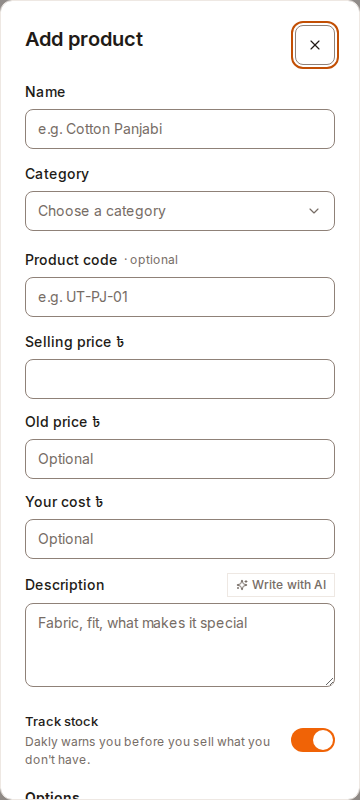 Add product
Name
e.g. Cotton Panjabi
Category
Choose a category
Product code · optional
e.g. UT-PJ-01
Selling price ৳
Old price ৳
Optional
Your cost ৳
Optional
Description
Write with AI
Fabric, fit, what makes it special
Track stock
Dakly warns you before you sell what you
don't have.
Options